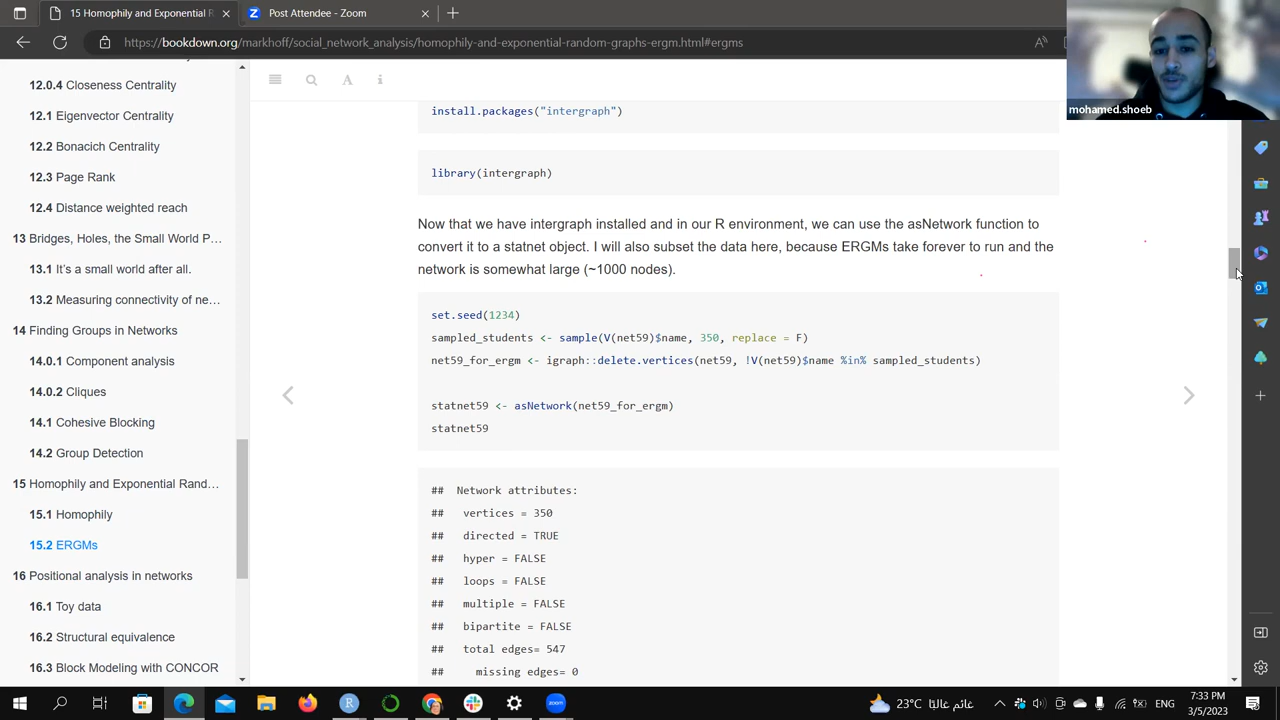 15 Homophily and Exponential R
Post Attendee - Zoom
https://bookdown.org/markhoff/social_network_analysis/homophily-and-exponential-random-graphs-ergm.html#ergms
mohamed.shoeb
12.0.4 Closeness Centrality
12.1 Eigenvector Centrality
12.2 Bonacich Centrality
12.3 Page Rank
12.4 Distance weighted reach
13 Bridges, Holes, the Small World P…
13.1 It's a small world after all.
13.2 Measuring connectivity of ne…
14 Finding Groups in Networks
14.0.1 Component analysis
14.0.2 Cliques
14.1 Cohesive Blocking
14.2 Group Detection
15 Homophily and Exponential Rand…
15.1 Homophily
15.2 ERGMs
16 Positional analysis in networks
16.1 Toy data
16.2 Structural equivalence
16.3 Block Modeling with CONCOR
install.packages("intergraph")
library(intergraph)
Now that we have intergraph installed and in our R environment, we can use the asNetwork function to
convert it to a statnet object. I will also subset the data here, because ERGMs take forever to run and the
network is somewhat large (~1000 nodes).
set.seed(1234)
sampled_students <- sample(V(net59)$name, 350, replace = F)
net59_for_ergm <- igraph::delete.vertices(net59, !V(net59)$name %in% sampled_students)
statnet59 <- asNetwork(net59_for_ergm)
statnet59
## Network attributes:
## vertices = 350
## directed = TRUE
## hyper = FALSE
## loops = FALSE
## multiple = FALSE
## bipartite = FALSE
## total edges= 547
## missing edges= 0
23°C غائم غالبًا
ENG
7:33 PM
3/5/2023